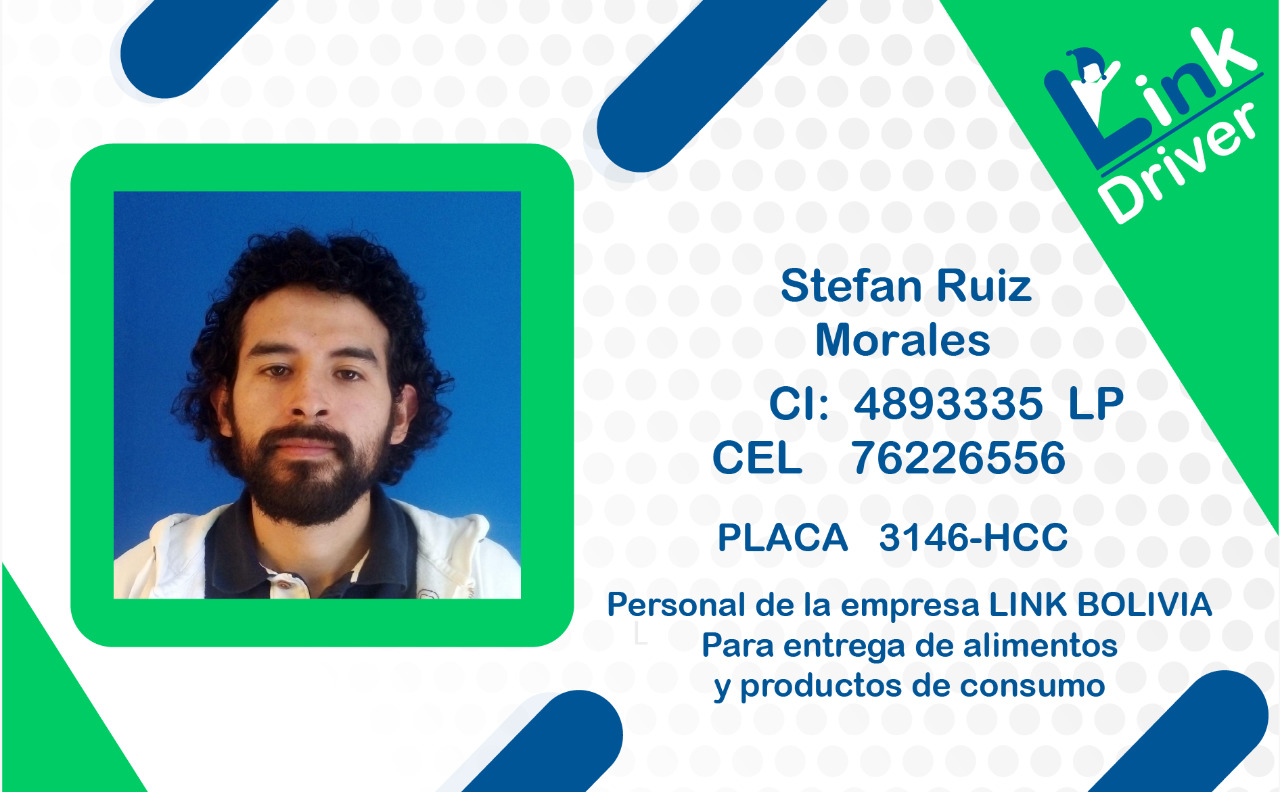 Link
Driver
Stefan Ruiz
Morales
CI: 4893335 LP
CEL 76226556
PLACA 3146-HCC
Personal de la empresa LINK BOLIVIA
L
Para entrega de alimentos
y productos de consumo